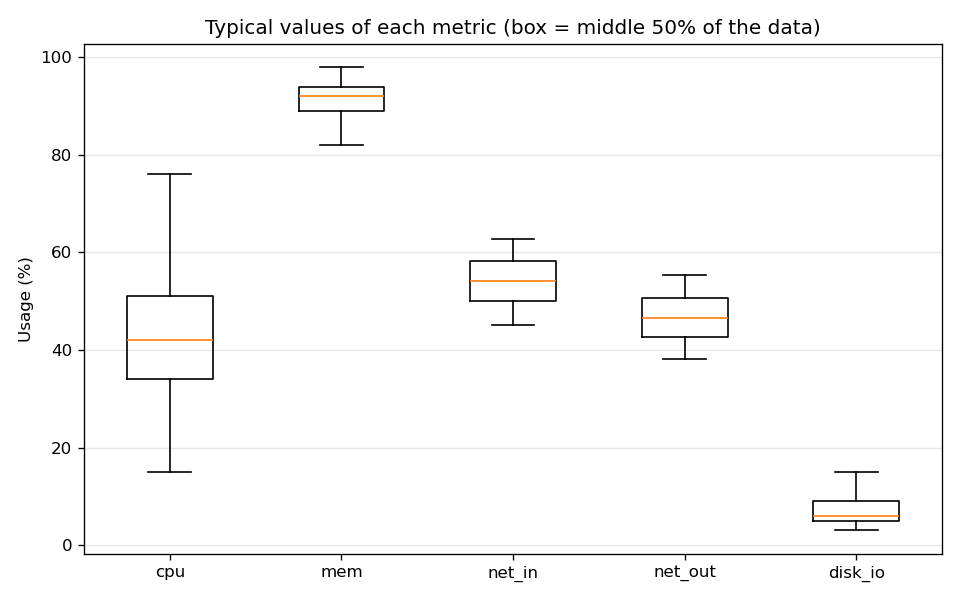 Typical values of each metric (box = middle 50% of the data)
Usage (%)
100
80
60
40
20
0
cpu mem net_in net_out disk_io